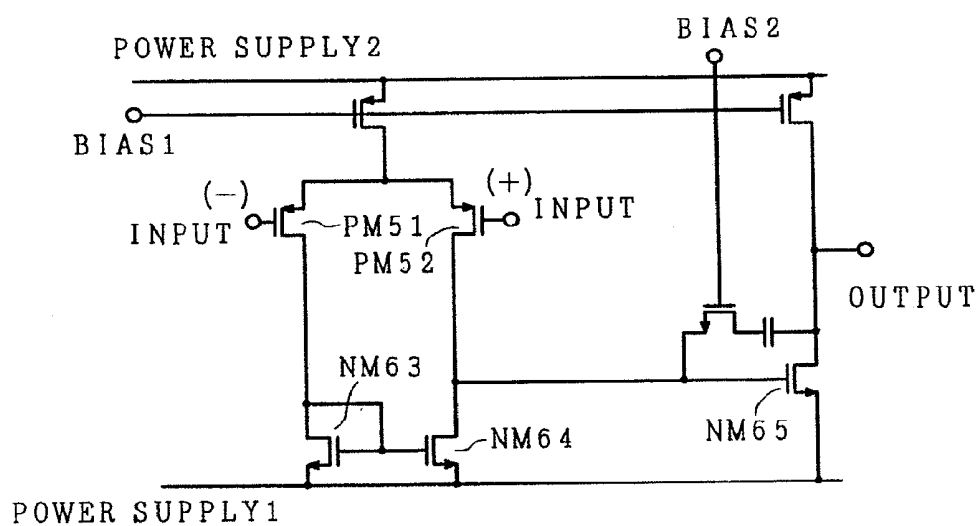 BIAS2
POWER SUPPLY2
BIAS1
(−)
(+)
INPUT
PM51
INPUT
PM52
OUTPUT
NM63
NM64
NM65
POWER SUPPLY1